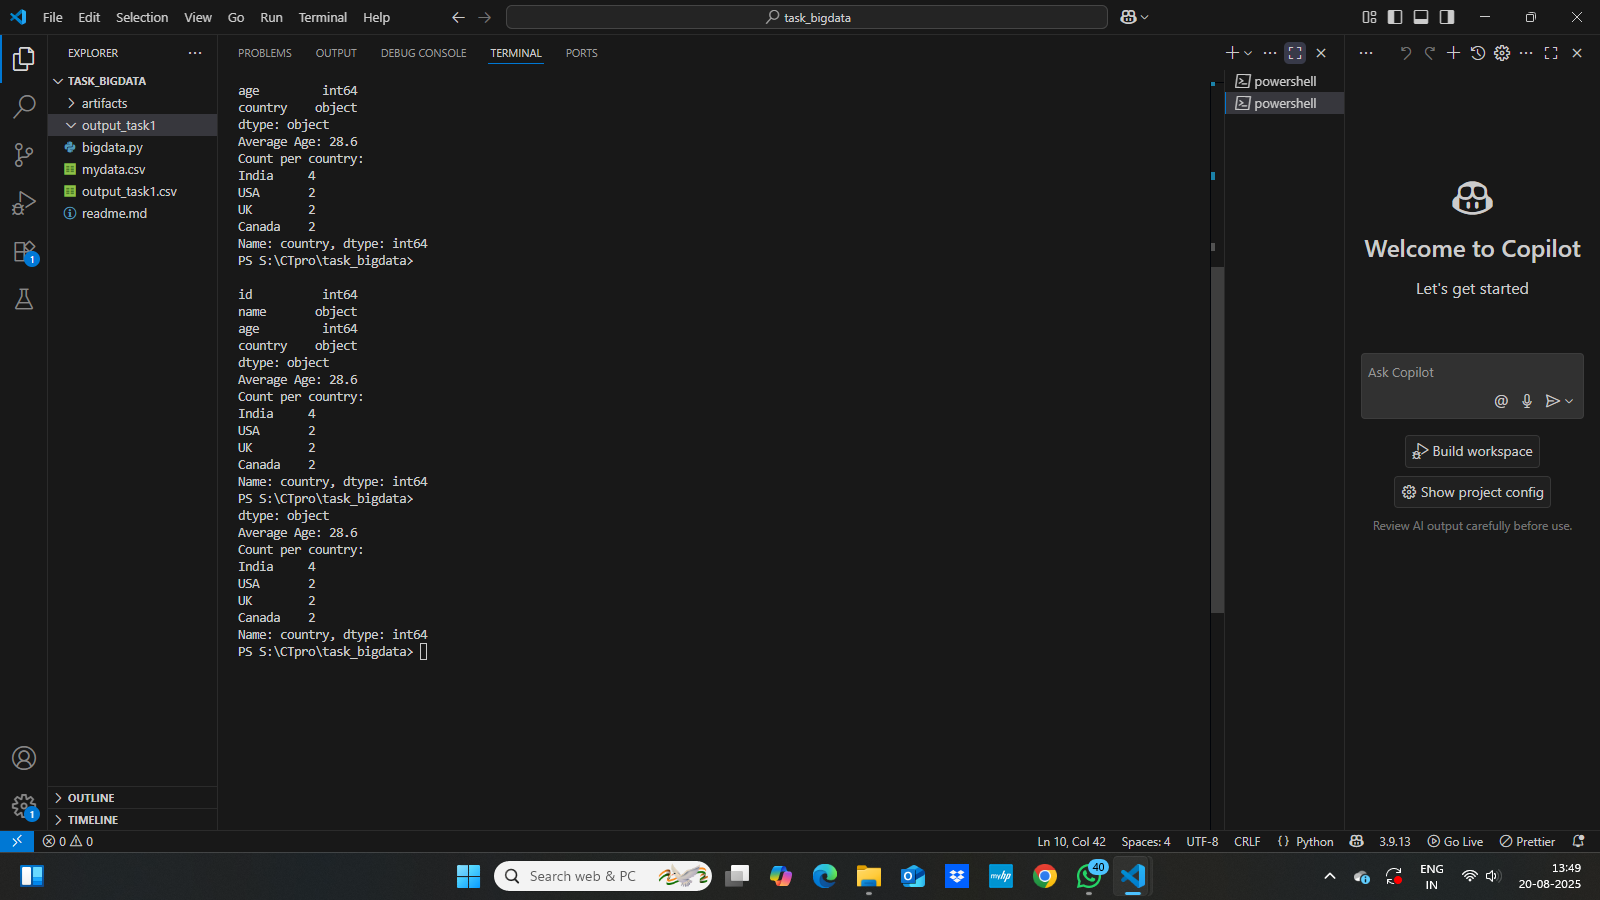 File Edit Selection View Go Run Terminal Help
task_bigdata
EXPLORER
TASK_BIGDATA
artifacts
output_task1
bigdata.py
mydata.csv
output_task1.csv
readme.md
OUTLINE
TIMELINE
1
1
PROBLEMS OUTPUT DEBUG CONSOLE TERMINAL PORTS
age         int64
country    object
dtype: object
Average Age: 28.6
Count per country:
India     4
USA       2
UK        2
Canada    2
Name: country, dtype: int64
PS S:\CTpro\task_bigdata>
id          int64
name       object
age         int64
country    object
dtype: object
Average Age: 28.6
Count per country:
India     4
USA       2
UK        2
Canada    2
Name: country, dtype: int64
PS S:\CTpro\task_bigdata>
dtype: object
Average Age: 28.6
Count per country:
India     4
USA       2
UK        2
Canada    2
Name: country, dtype: int64
PS S:\CTpro\task_bigdata>
powershell
powershell
Welcome to Copilot
Let's get started
Ask Copilot
@
Build workspace
Show project config
Review AI output carefully before use.
0 0 Ln 10, Col 42 Spaces: 4 UTF-8 CRLF {} Python 3.9.13 Go Live Prettier
Search web & PC
myhp
40
ENG
IN
13:49
20-08-2025